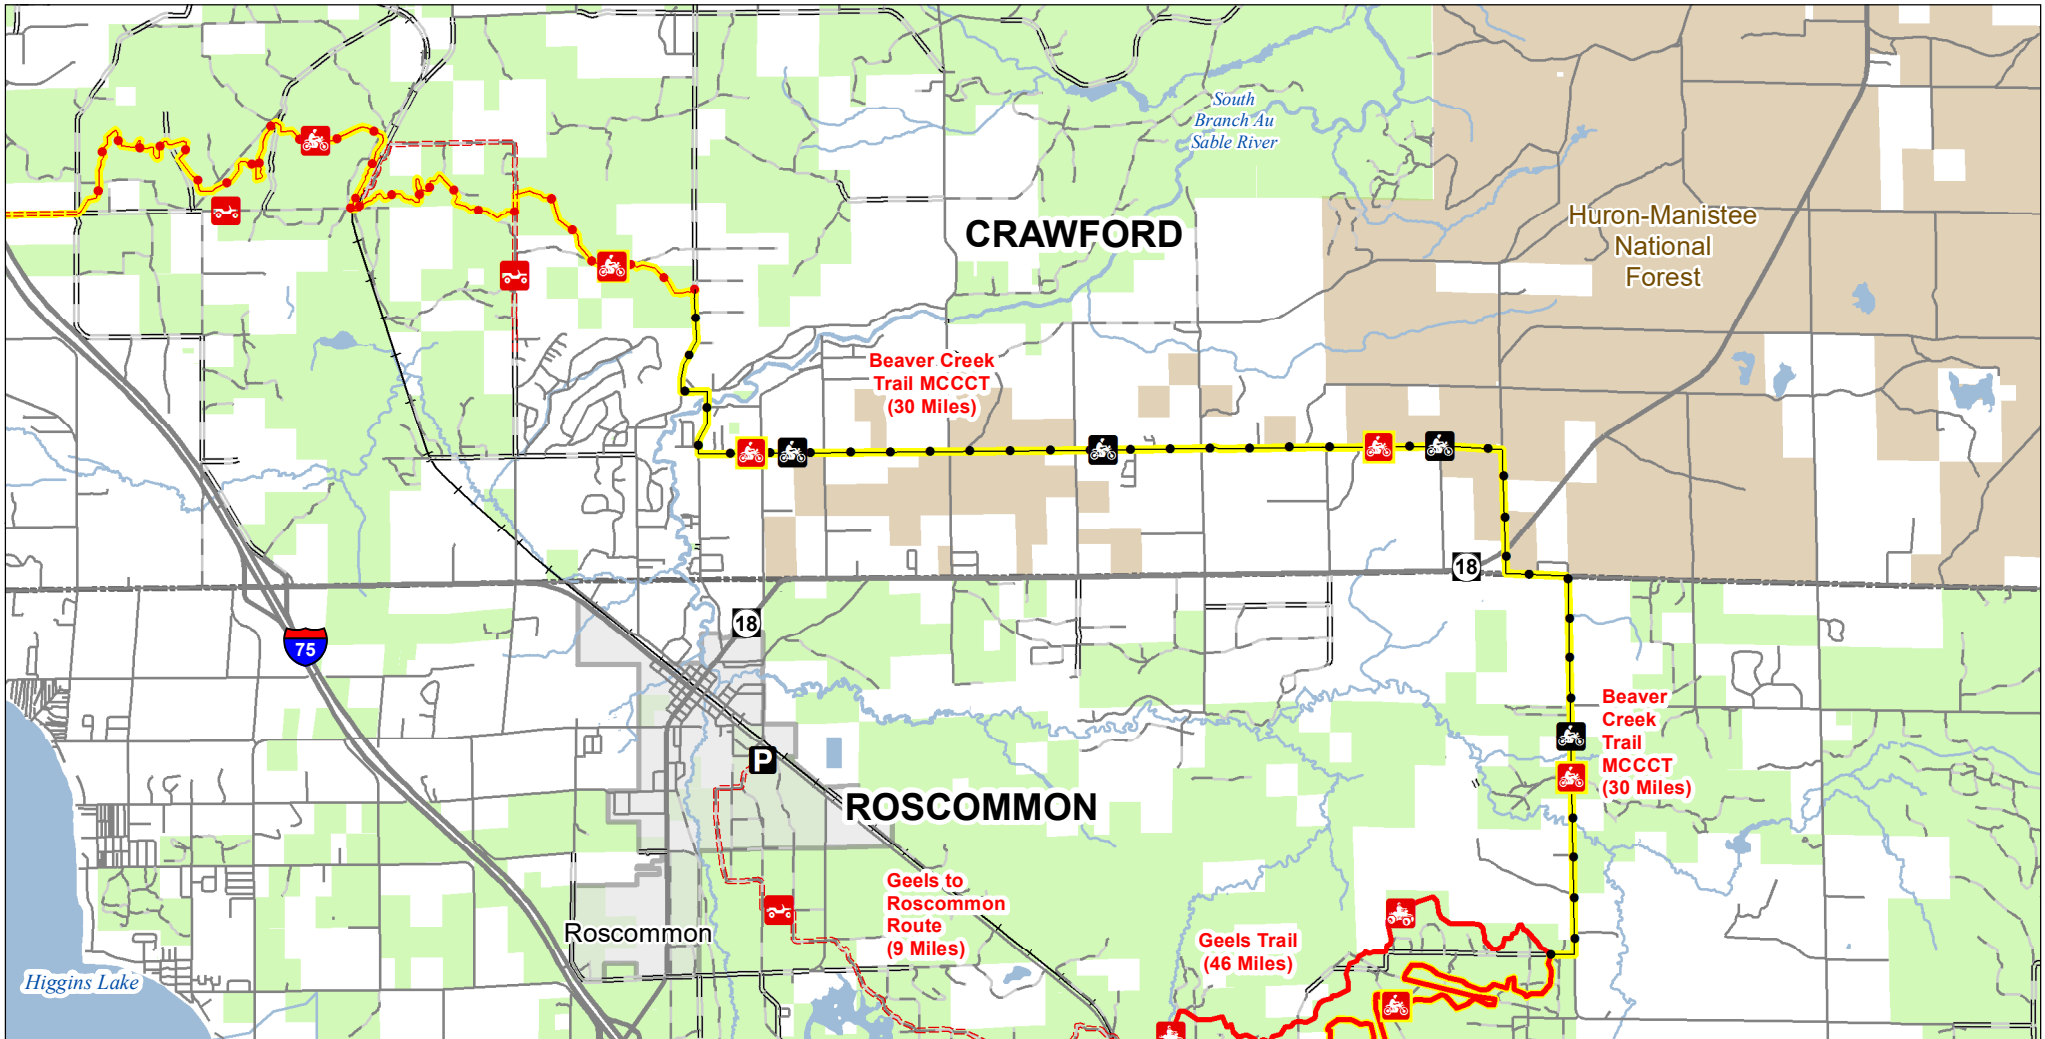 South
Branch Au
Sable River
CRAWFORD
Huron-Manistee
National
Forest
Beaver Creek
Trail MCCCT
(30 Miles)
18
18
75
Beaver
Creek
Trail
MCCCT
(30 Miles)
P
ROSCOMMON
Geels to
Roscommon
Route
(9 Miles)
Roscommon
Geels Trail
(46 Miles)
Higgins Lake